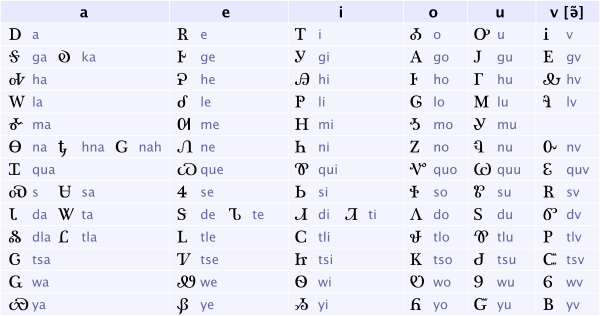 a e i o u v [ə̃]
Ꭰ a Ꭱ e Ꭲ i Ꭳ o Ꭴ u Ꭵ v
Ꭶ ga Ꭷ ka Ꭸ ge Ꭹ gi Ꭺ go Ꭻ gu Ꭼ gv
Ꭽ ha Ꭾ he Ꭿ hi Ꮀ ho Ꮁ hu Ꮂ hv
Ꮃ la Ꮄ le Ꮅ li Ꮆ lo Ꮇ lu Ꮈ lv
Ꮉ ma Ꮊ me Ꮋ mi Ꮌ mo Ꮍ mu
Ꮎ na Ꮏ hna Ꮐ nah Ꮑ ne Ꮒ ni Ꮓ no Ꮔ nu Ꮕ nv
Ꮖ qua Ꮗ que Ꮘ qui Ꮙ quo Ꮚ quu Ꮛ quv
Ꮝ s Ꮜ sa Ꮞ se Ꮟ si Ꮠ so Ꮡ su Ꮢ sv
Ꮣ da Ꮤ ta Ꮥ de Ꮦ te Ꮧ di Ꮨ ti Ꮩ do Ꮪ du Ꮫ dv
Ꮬ dla Ꮭ tla Ꮮ tle Ꮯ tli Ꮰ tlo Ꮱ tlu Ꮲ tlv
Ꮳ tsa Ꮴ tse Ꮵ tsi Ꮶ tso Ꮷ tsu Ꮸ tsv
Ꮹ wa Ꮺ we Ꮻ wi Ꮼ wo Ꮽ wu Ꮾ wv
Ꮿ ya Ᏸ ye Ᏹ yi Ᏺ yo Ᏻ yu Ᏼ yv